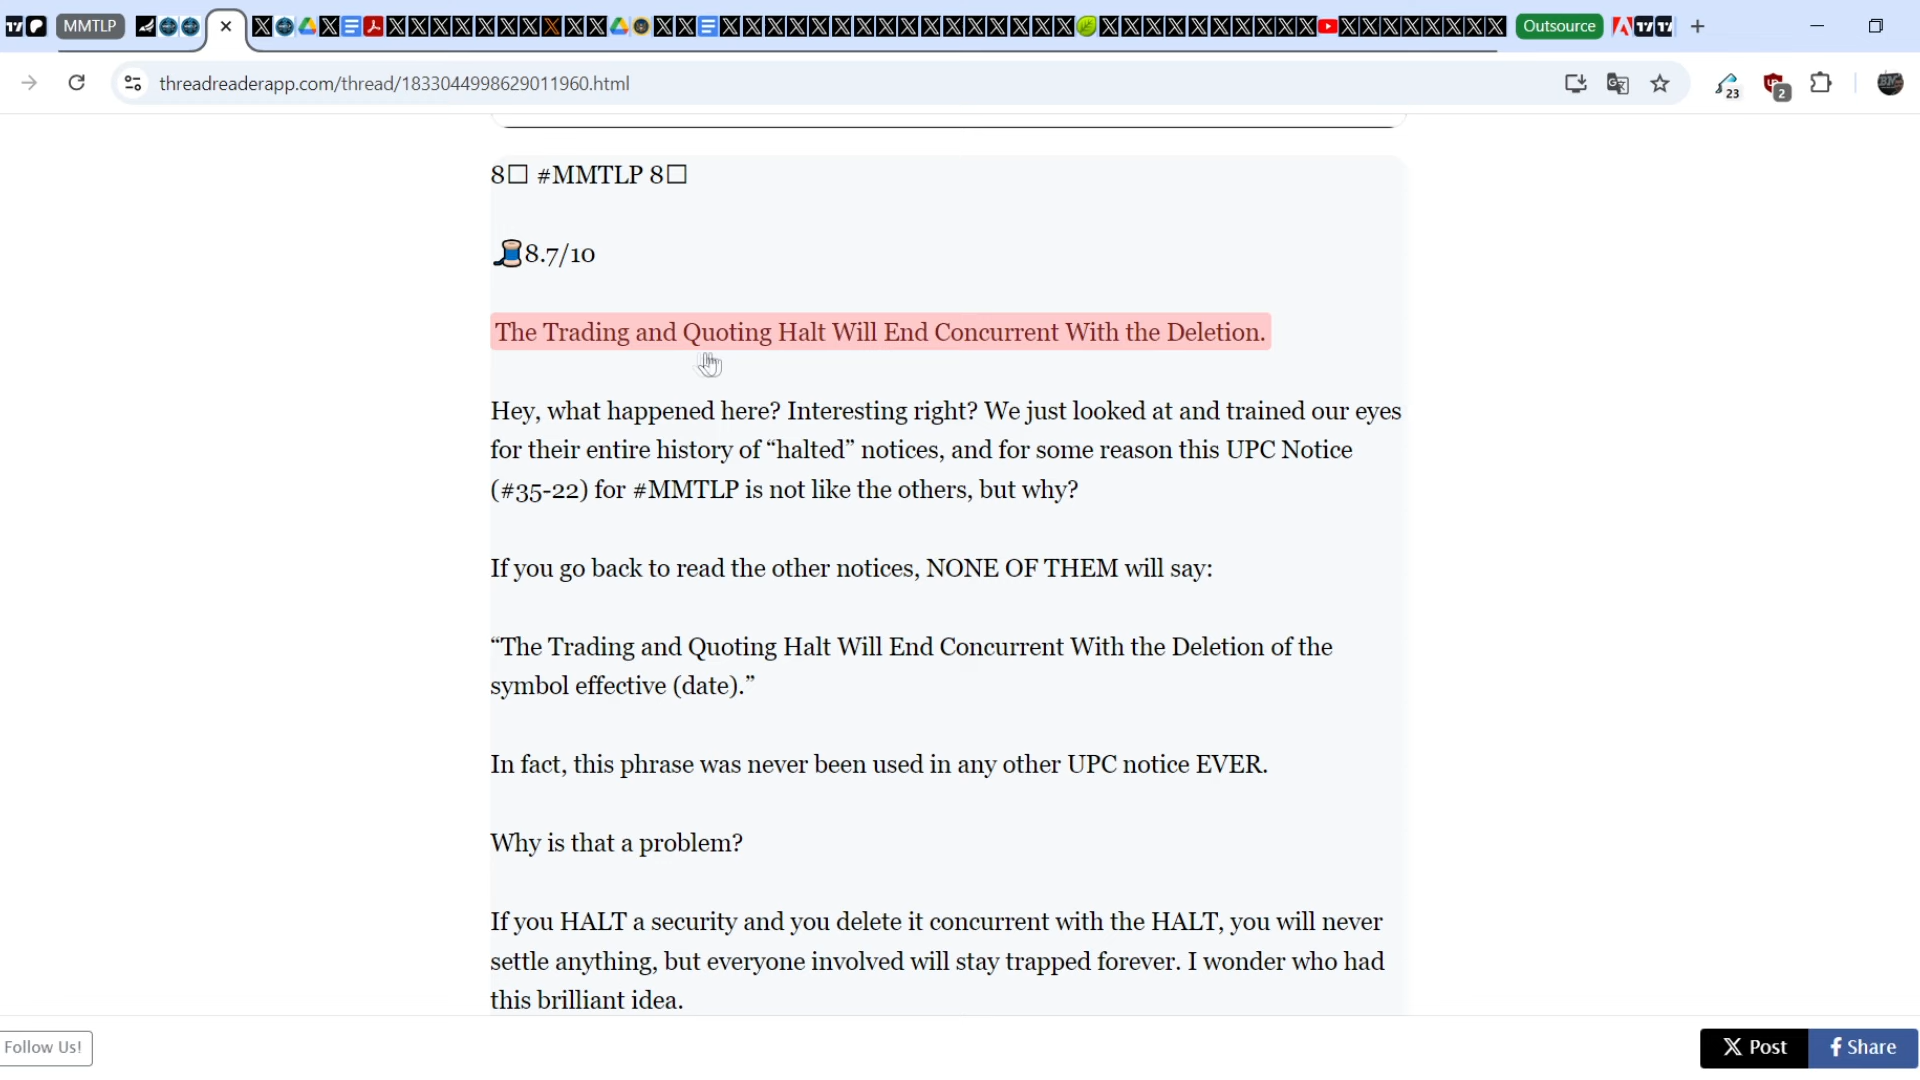 MMTLP
Outsource
threadreaderapp.com/thread/1833044998629011960.html
23
2
8□ #MMTLP 8□
🧵8.7/10
The Trading and Quoting Halt Will End Concurrent With the Deletion.
Hey, what happened here? Interesting right? We just looked at and trained our eyes
for their entire history of “halted” notices, and for some reason this UPC Notice
(#35-22) for #MMTLP is not like the others, but why?
If you go back to read the other notices, NONE OF THEM will say:
“The Trading and Quoting Halt Will End Concurrent With the Deletion of the
symbol effective (date).”
In fact, this phrase was never been used in any other UPC notice EVER.
Why is that a problem?
If you HALT a security and you delete it concurrent with the HALT, you will never
settle anything, but everyone involved will stay trapped forever. I wonder who had
this brilliant idea.
Follow Us!
X Post
Share